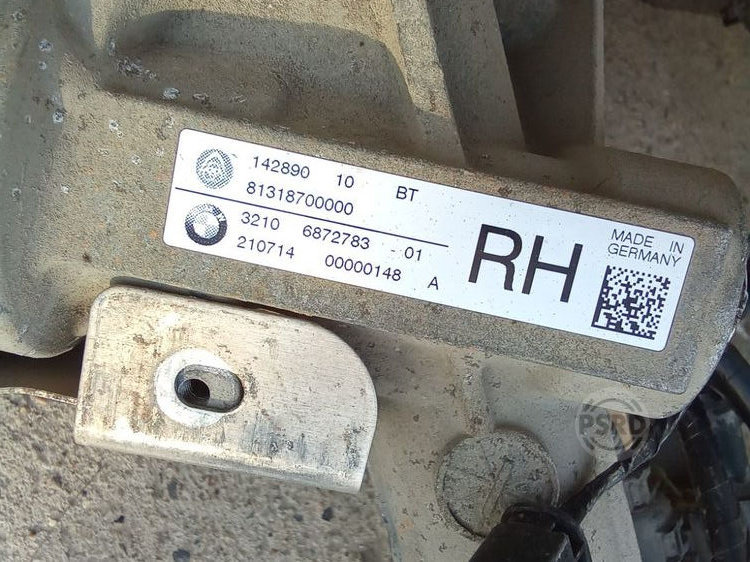 142890 10 BT
81318700000
3210 6872783 - 01
210714 00000148 A
RH
MADE IN
GERMANY
PSRD